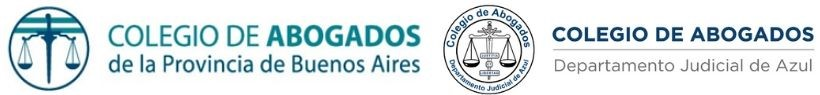 COLEGIO DE ABOGADOS
de la Provincia de Buenos Aires
Colegio de Abogados
LIBERTAD
Departamento Judicial de Azul
COLEGIO DE ABOGADOS
Departamento Judicial de Azul